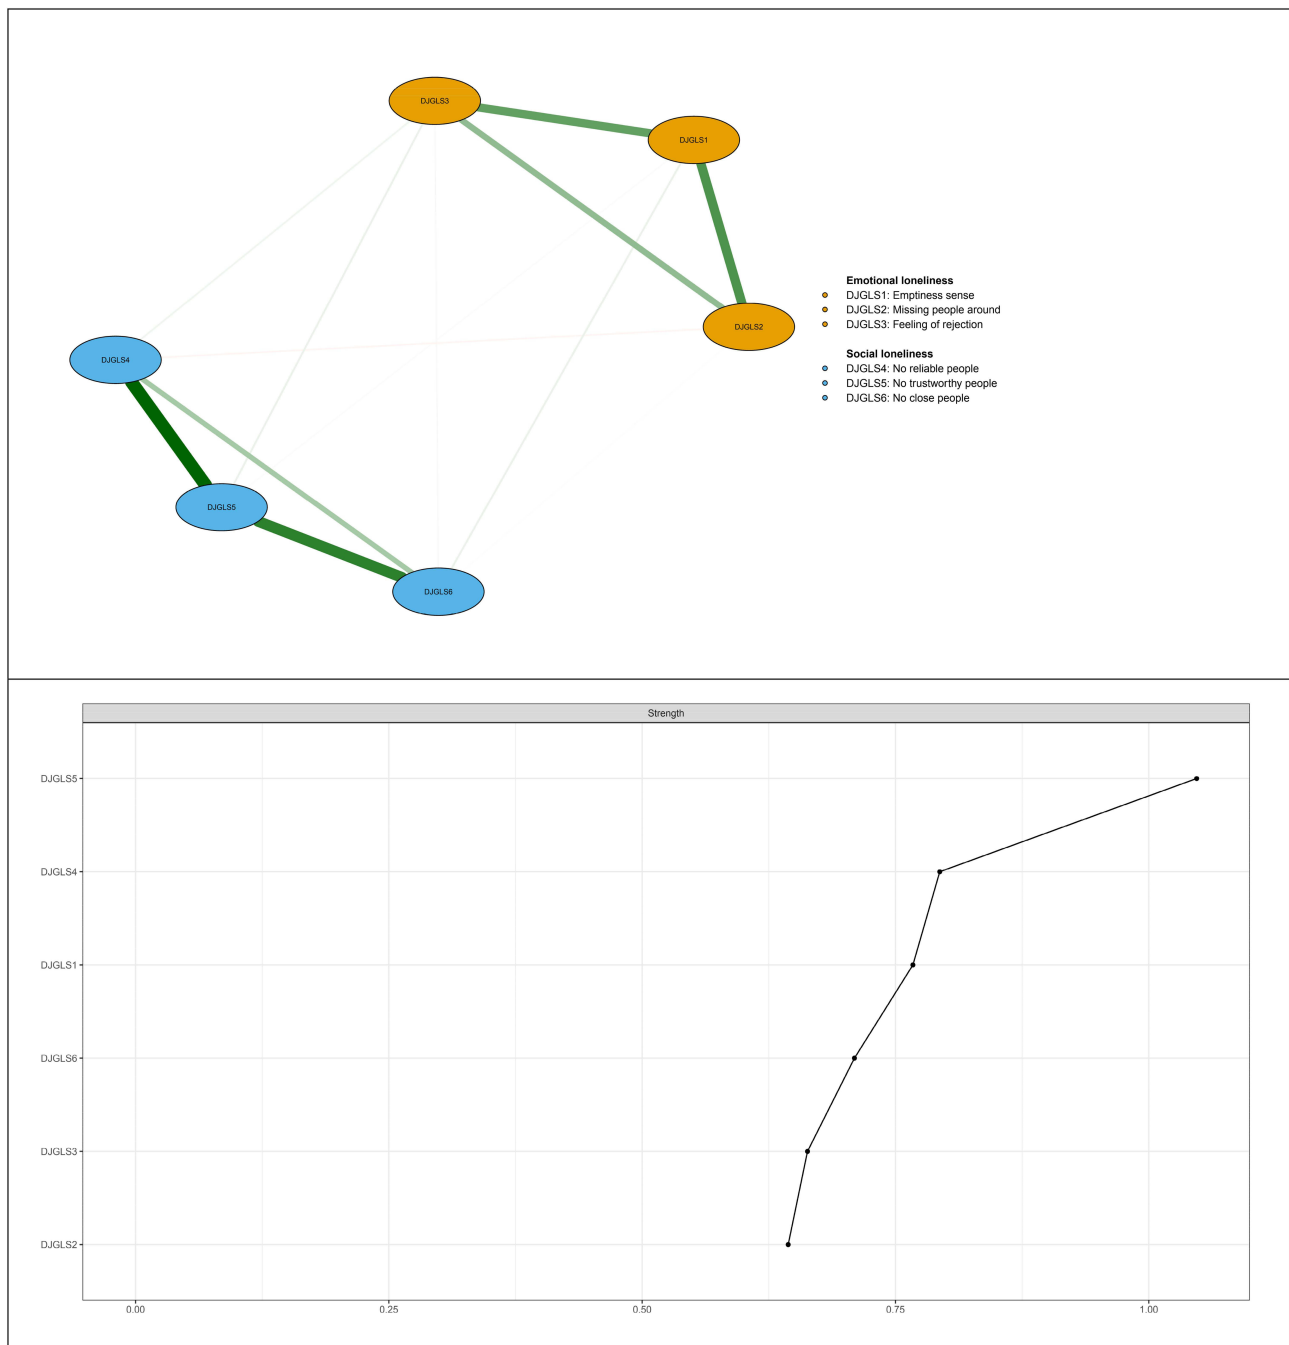 DJGLS3
DJGLS1
DJGLS2
DJGLS4
DJGLS5
DJGLS6
Emotional loneliness
DJGLS1: Emptiness sense
DJGLS2: Missing people around
DJGLS3: Feeling of rejection
Social loneliness
DJGLS4: No reliable people
DJGLS5: No trustworthy people
DJGLS6: No close people
Strength
DJGLS5
DJGLS4
DJGLS1
DJGLS6
DJGLS3
DJGLS2
0.00 0.25 0.50 0.75 1.00